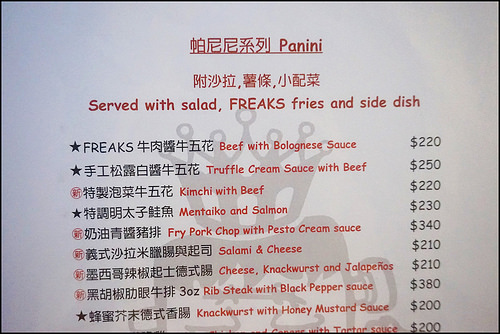 帕尼尼系列 Panini
附沙拉,薯條,小配菜
Served with salad, FREAKS fries and side dish
★FREAKS 牛肉醬牛五花 Beef with Bolognese Sauce $220
★手工松露白醬牛五花 Truffle Cream Sauce with Beef $250
新特製泡菜牛五花 Kimchi with Beef $220
★特調明太子鮭魚 Mentaiko and Salmon $230
新奶油青醬豬排 Fry Pork Chop with Pesto Cream sauce $340
新義式沙拉米臘腸與起司 Salami & Cheese $210
新墨西哥辣椒起士德式腸 Cheese, Knackwurst and Jalapeños $210
新黑胡椒肋眼牛排 3oz Rib Steak with Black Pepper sauce $380
★蜂蜜芥末德式香腸 Knackwurst with Honey Mustard Sauce $200
Chicken and Capers with Tartar sauce $200